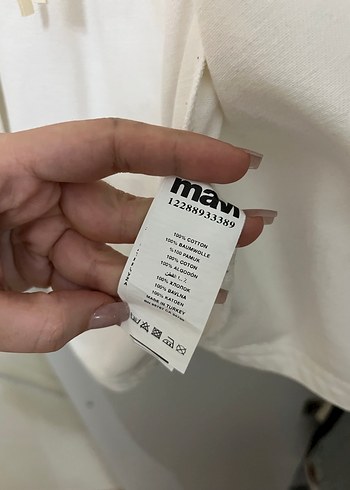 mavi
12288933389
100% COTTON
100% BAUMWOLLE
%100 PAMUK
100% COTON
100% ALGODON
100% ХЛОПОК
100% BAVLNA
100% KATOEN
MADE IN TURKEY